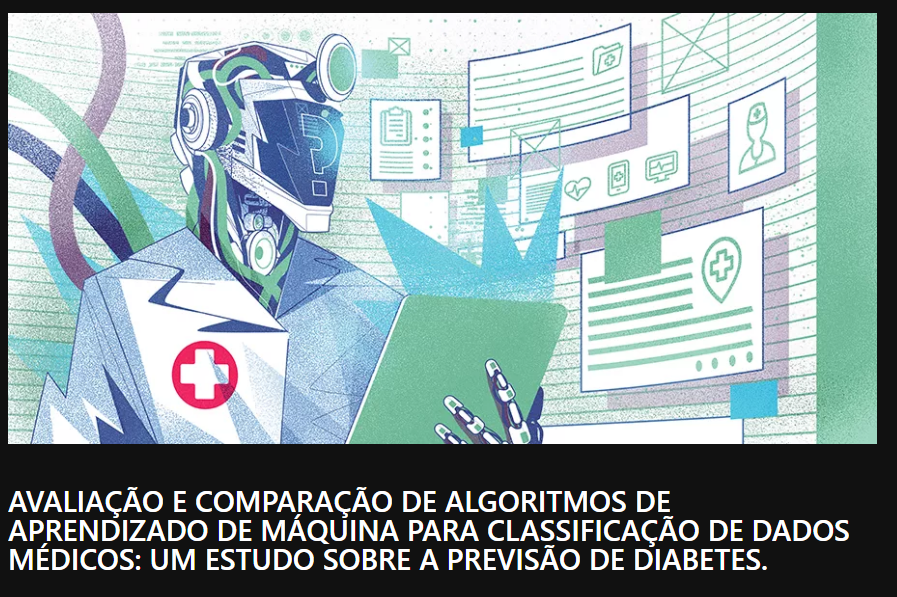 AVALIAÇÃO E COMPARAÇÃO DE ALGORITMOS DE
APRENDIZADO DE MÁQUINA PARA CLASSIFICAÇÃO DE DADOS
MÉDICOS: UM ESTUDO SOBRE A PREVISÃO DE DIABETES.